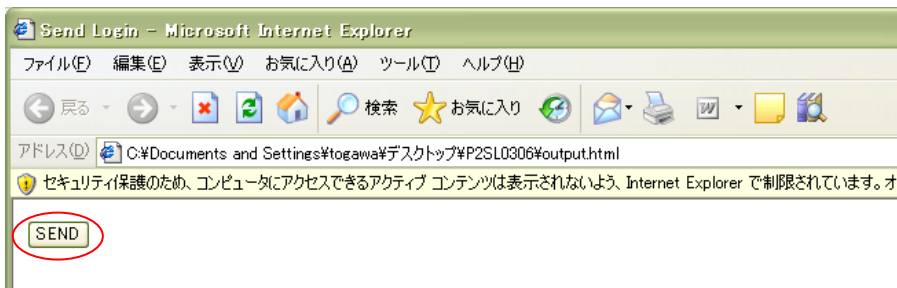 Send Login - Microsoft Internet Explorer
ファイル(F) 編集(E) 表示(V) お気に入り(A) ツール(T) ヘルプ(H)
戻る 検索 お気に入り W
アドレス(D) C:¥Documents and Settings¥togawa¥デスクトップ¥P2SL0306¥output.html
セキュリティ保護のため、コンピュータにアクセスできるアクティブ コンテンツは表示されないよう、Internet Explorer で制限されています。オ
SEND